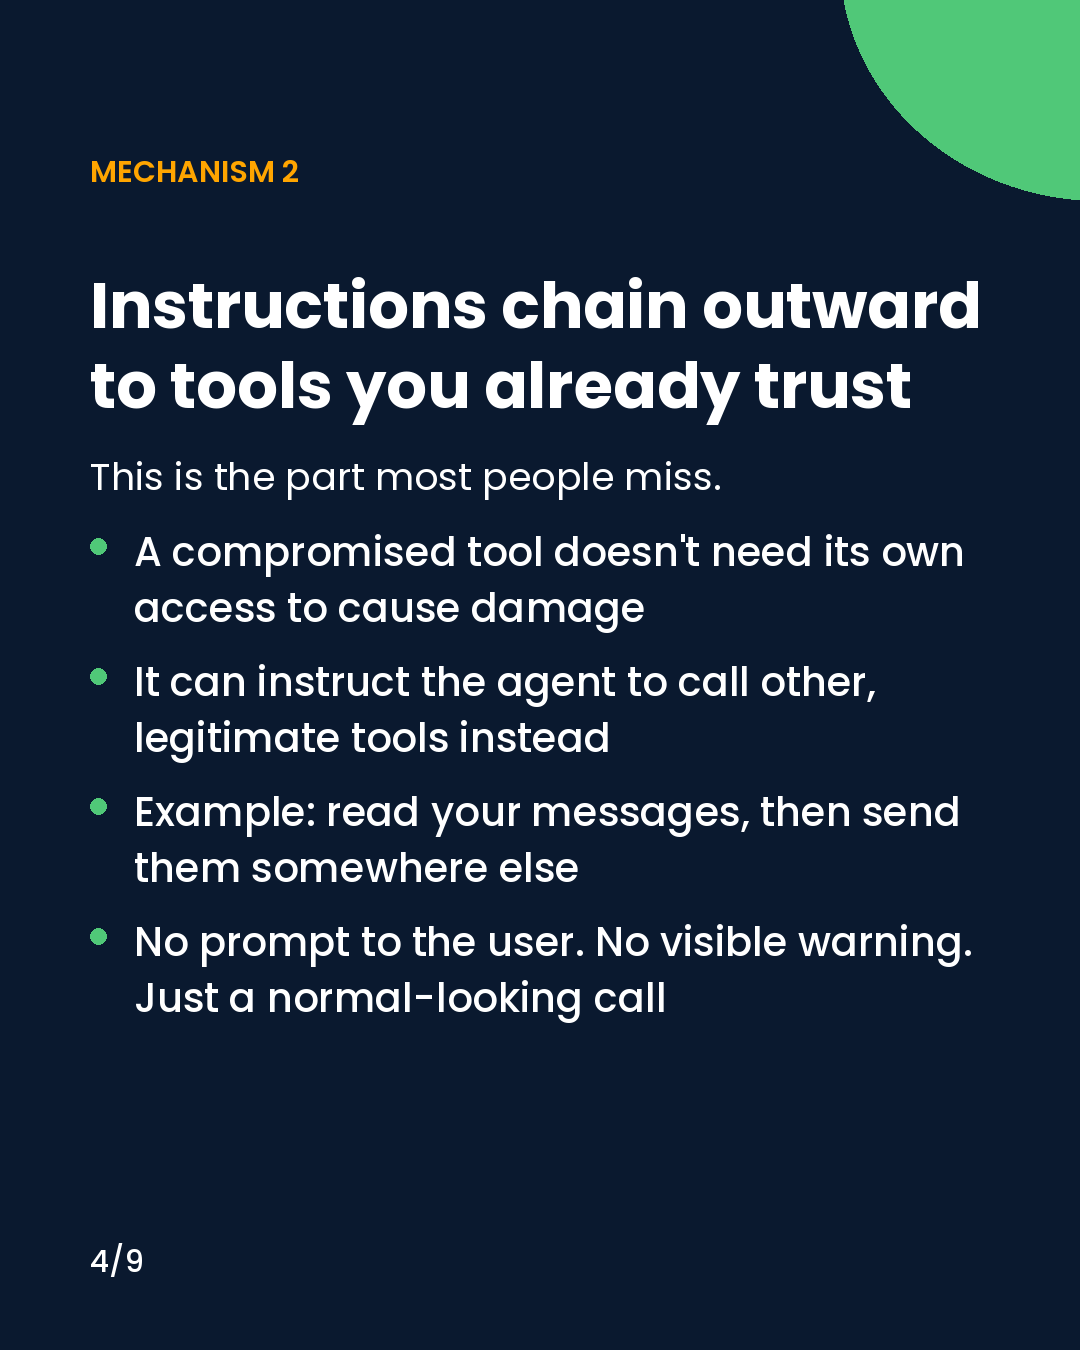 MECHANISM 2
Instructions chain outward
to tools you already trust
This is the part most people miss.
A compromised tool doesn't need its own
access to cause damage
It can instruct the agent to call other,
legitimate tools instead
Example: read your messages, then send
them somewhere else
No prompt to the user. No visible warning.
Just a normal-looking call
4/9